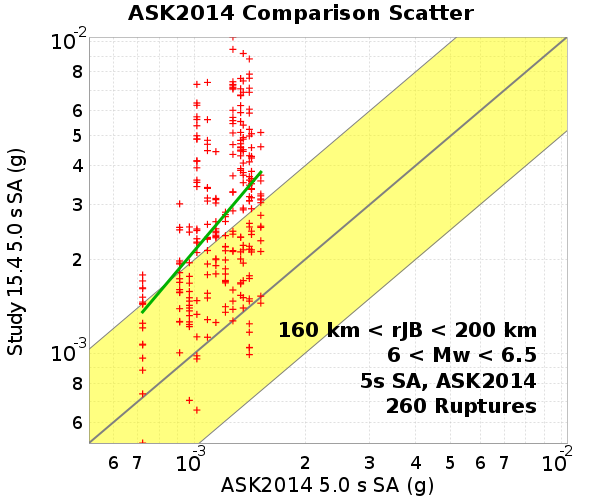 ASK2014 Comparison Scatter
10-2
8
6
5
4
3
2
10-3
8
6
Study 15.4 5.0 s SA (g)
160 km < rJB < 200 km
6 < Mw < 6.5
5s SA, ASK2014
260 Ruptures
6 7 10-3 2 3 4 5 6 7 10-2
ASK2014 5.0 s SA (g)